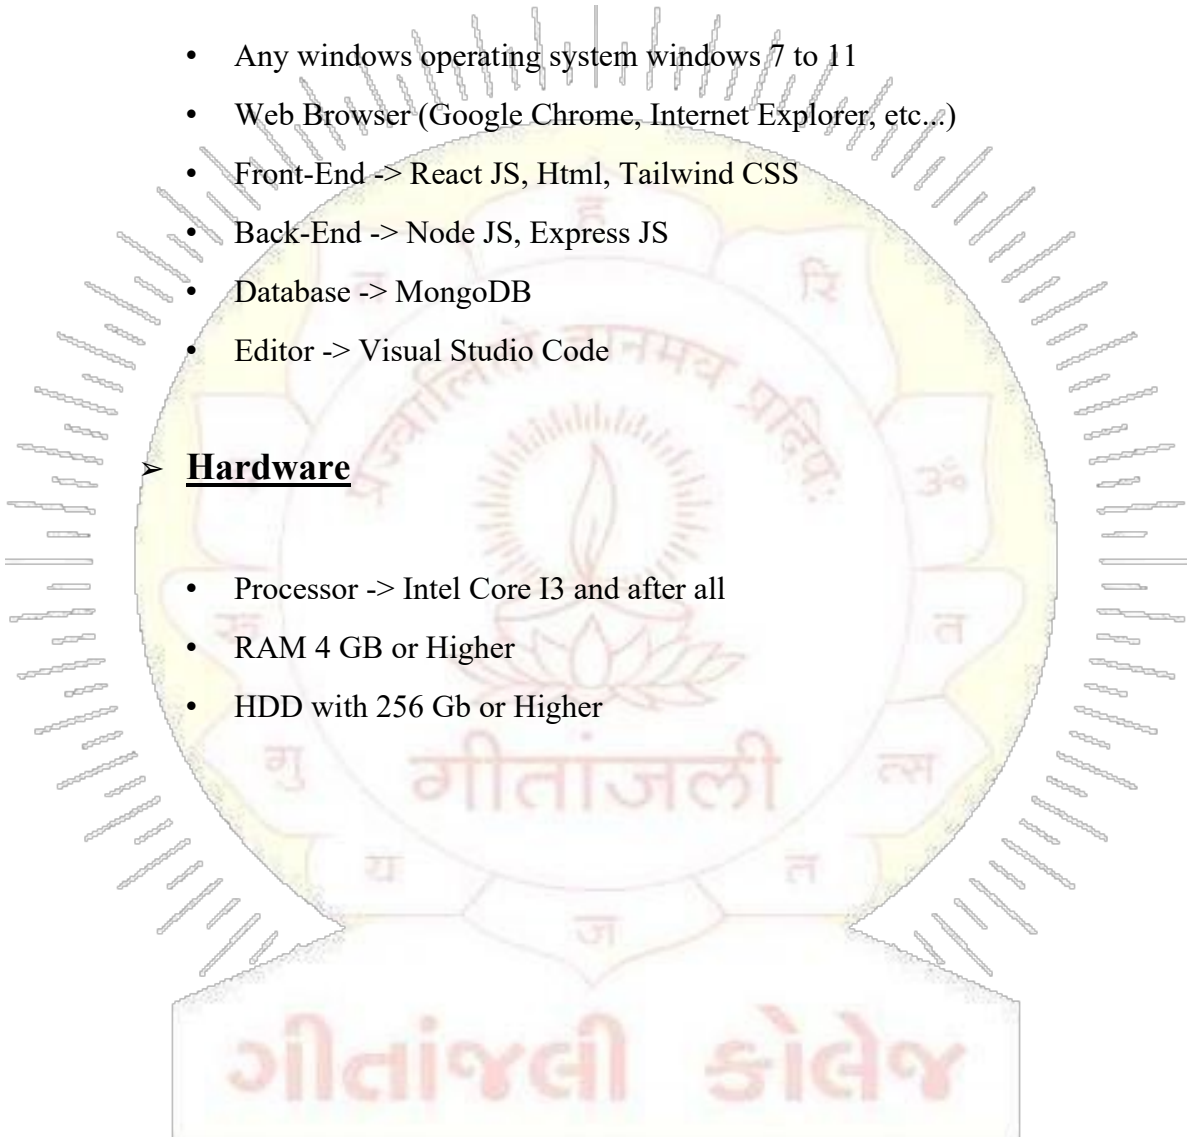 • Any windows operating system windows 7 to 11
• Web Browser (Google Chrome, Internet Explorer, etc...)
• Front-End -> React JS, Html, Tailwind CSS
• Back-End -> Node JS, Express JS
• Database -> MongoDB
• Editor -> Visual Studio Code
➢ Hardware
• Processor -> Intel Core I3 and after all
• RAM 4 GB or Higher
• HDD with 256 Gb or Higher
ह
रि
ॐ
त
त्स
त
ज
य
गु
गीतांजली
ગીતાંજલી કોલેજ